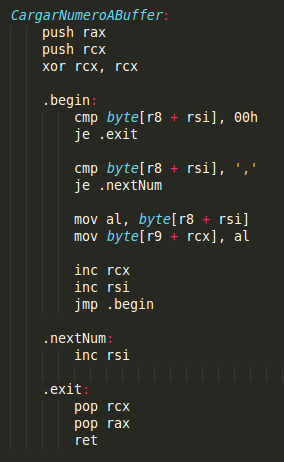 CargarNumeroABuffer:
push rax
push rcx
xor rcx, rcx
.begin:
cmp byte[r8 + rsi], 00h
je .exit
cmp byte[r8 + rsi], ','
je .nextNum
mov al, byte[r8 + rsi]
mov byte[r9 + rcx], al
inc rcx
inc rsi
jmp .begin
.nextNum:
inc rsi
.exit:
pop rcx
pop rax
ret